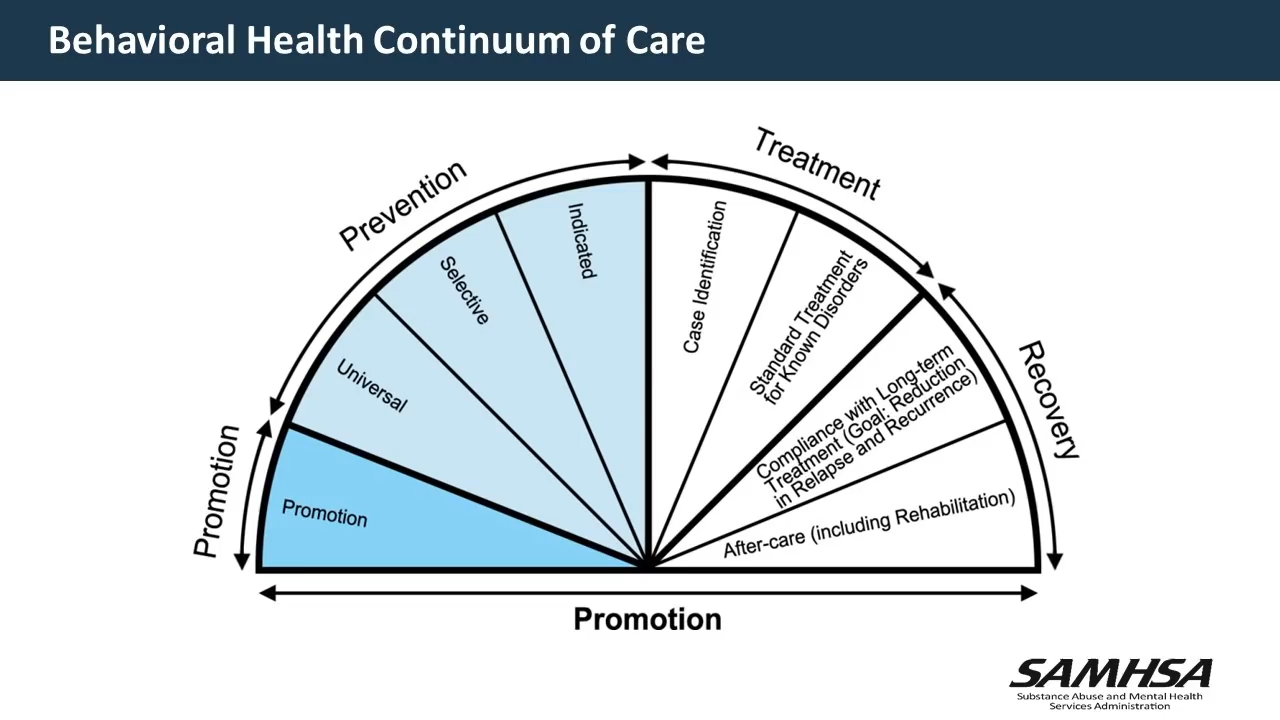 Behavioral Health Continuum of Care
Promotion
Prevention
Treatment
Recovery
Promotion
Universal
Selective
Indicated
Case Identification
Standard Treatment
for Known Disorders
Compliance with Long-term
Treatment (Goal: Reduction
in Relapse and Recurrence)
After-care (including Rehabilitation)
Promotion
SAMHSA
Substance Abuse and Mental Health
Services Administration